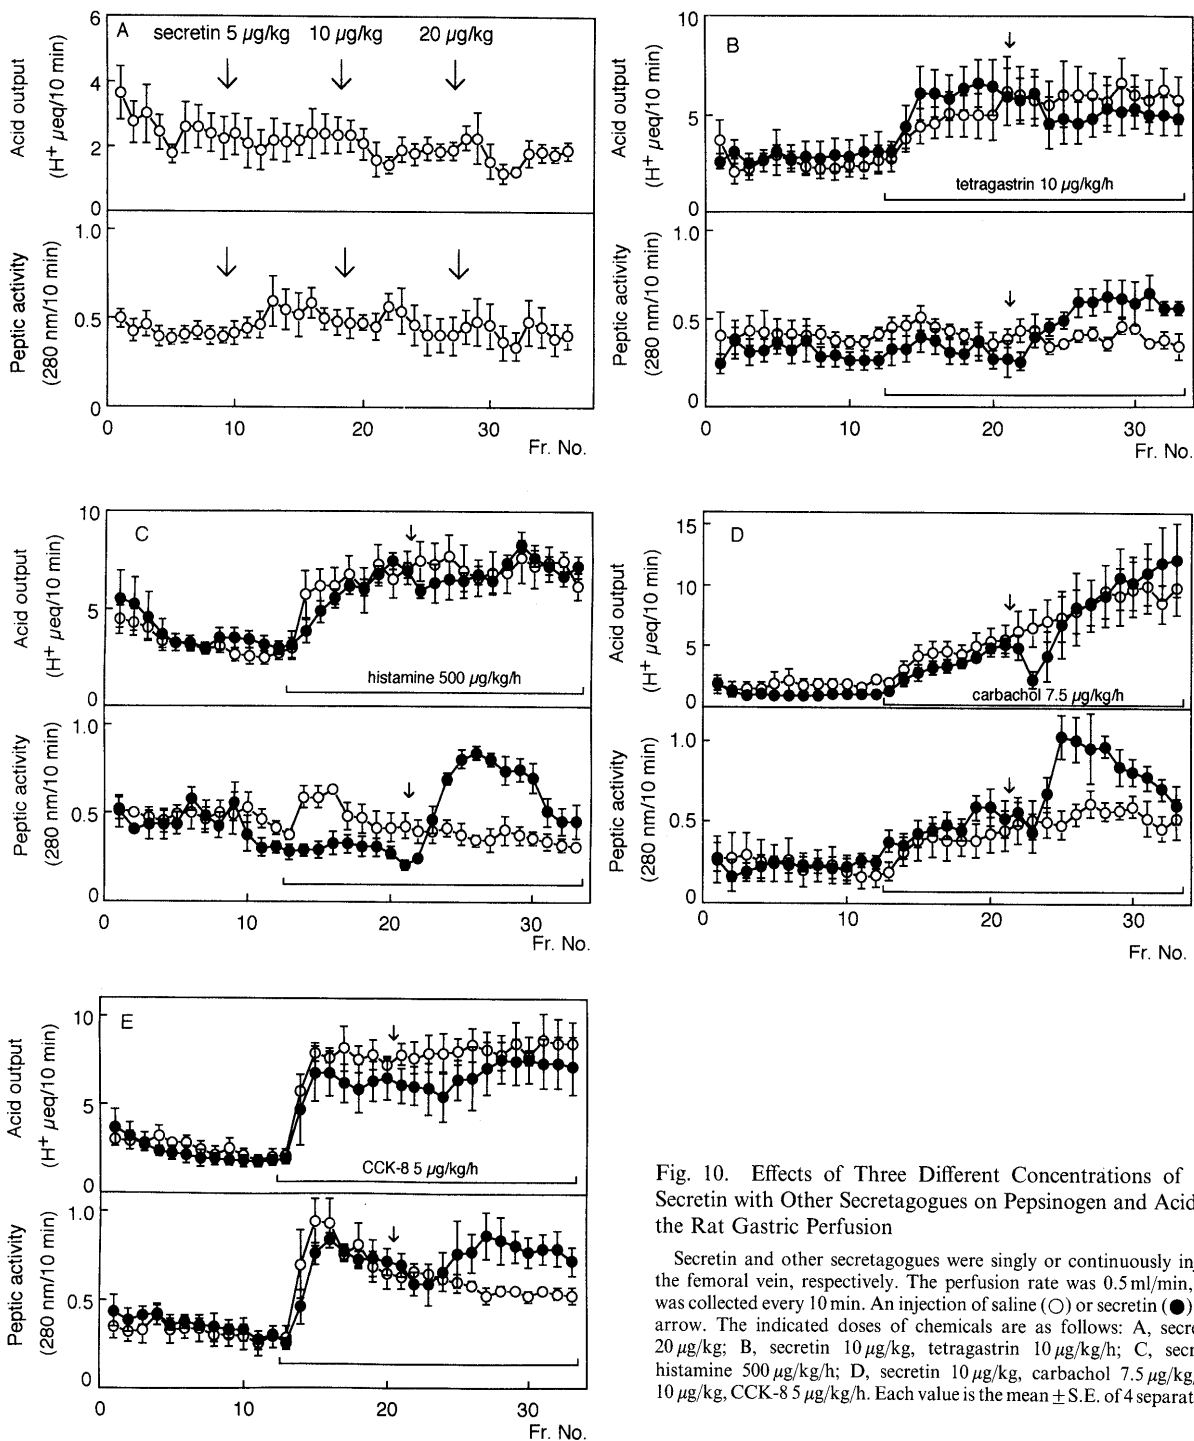 A secretin 5 µg/kg 10 µg/kg 20 µg/kg
Acid output
(H+ µeq/10 min)
6
4
2
0
Peptic activity
(280 nm/10 min)
1.0
0.5
0
0 10 20 30
Fr. No.
B
Acid output
(H+ µeq/10 min)
10
5
0
tetragastrin 10 µg/kg/h
Peptic activity
(280 nm/10 min)
1.0
0.5
0
0 10 20 30
Fr. No.
C
Acid output
(H+ µeq/10 min)
10
5
0
histamine 500 µg/kg/h
Peptic activity
(280 nm/10 min)
1.0
0.5
0
0 10 20 30
Fr. No.
D
Acid output
(H+ µeq/10 min)
15
10
5
0
carbachol 7.5 µg/kg/h
Peptic activity
(280 nm/10 min)
1.0
0.5
0
0 10 20 30
Fr. No.
E
Acid output
(H+ µeq/10 min)
10
5
0
CCK-8 5 µg/kg/h
Peptic activity
(280 nm/10 min)
1.0
0.5
0
0 10 20 30
Fr. No.
Fig. 10. Effects of Three Different Concentrations of
Secretin with Other Secretagogues on Pepsinogen and Acid
the Rat Gastric Perfusion
Secretin and other secretagogues were singly or continuously in
the femoral vein, respectively. The perfusion rate was 0.5 ml/min,
was collected every 10 min. An injection of saline (○) or secretin (●)
arrow. The indicated doses of chemicals are as follows: A, secre
20 µg/kg; B, secretin 10 µg/kg, tetragastrin 10 µg/kg/h; C, secr
histamine 500 µg/kg/h; D, secretin 10 µg/kg, carbachol 7.5 µg/kg/
10 µg/kg, CCK-8 5 µg/kg/h. Each value is the mean ± S.E. of 4 separat